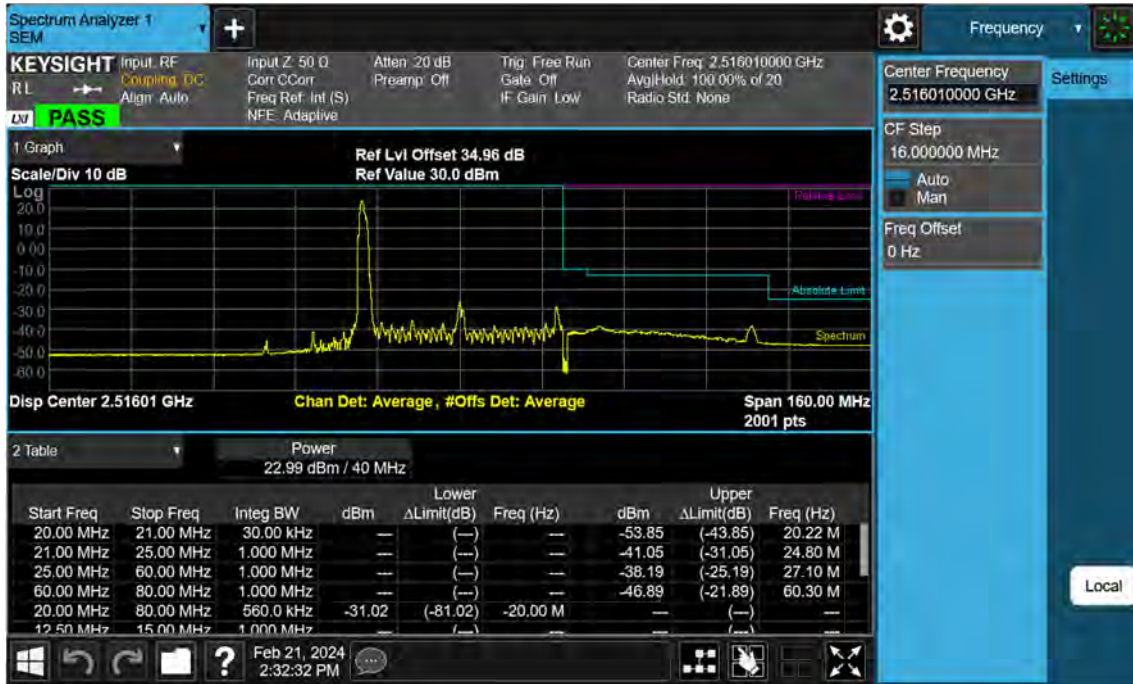 Spectrum Analyzer 1
SEM
Frequency
KEYSIGHT
RL
LXI
PASS
Input: RF
Coupling: DC
Align: Auto
Input Z: 50 Ω
Corr CCorr
Freq Ref: Int (S)
NFE: Adaptive
Atten: 20 dB
Preamp: Off
Trig: Free Run
Gate: Off
IF Gain: Low
Center Freq: 2.516010000 GHz
Avg|Hold: 100.00% of 20
Radio Std: None
Center Frequency
2.516010000 GHz
Settings
CF Step
16.000000 MHz
Auto
Man
Freq Offset
0 Hz
1 Graph
Ref Lvl Offset 34.96 dB
Scale/Div 10 dB
Ref Value 30.0 dBm
Log
20.0
10.0
0.00
-10.0
-20.0
-30.0
-40.0
-50.0
-60.0
Relative Limit
Absolute Limit
Spectrum
Disp Center 2.51601 GHz
Chan Det: Average, #Offs Det: Average
Span 160.00 MHz
2001 pts
2 Table
Power
22.99 dBm / 40 MHz
Lower Upper
Start Freq Stop Freq Integ BW dBm ΔLimit(dB) Freq (Hz) dBm ΔLimit(dB) Freq (Hz)
20.00 MHz 21.00 MHz 30.00 kHz --- (---) --- -53.85 (-43.85) 20.22 M
21.00 MHz 25.00 MHz 1.000 MHz --- (---) --- -41.05 (-31.05) 24.80 M
25.00 MHz 60.00 MHz 1.000 MHz --- (---) --- -38.19 (-25.19) 27.10 M
60.00 MHz 80.00 MHz 1.000 MHz --- (---) --- -46.89 (-21.89) 60.30 M
20.00 MHz 80.00 MHz 560.0 kHz -31.02 (-81.02) -20.00 M --- (---) ---
12.50 MHz 15.00 MHz 1.000 MHz --- (---) --- --- (---) ---
Local
?
Feb 21, 2024
2:32:32 PM